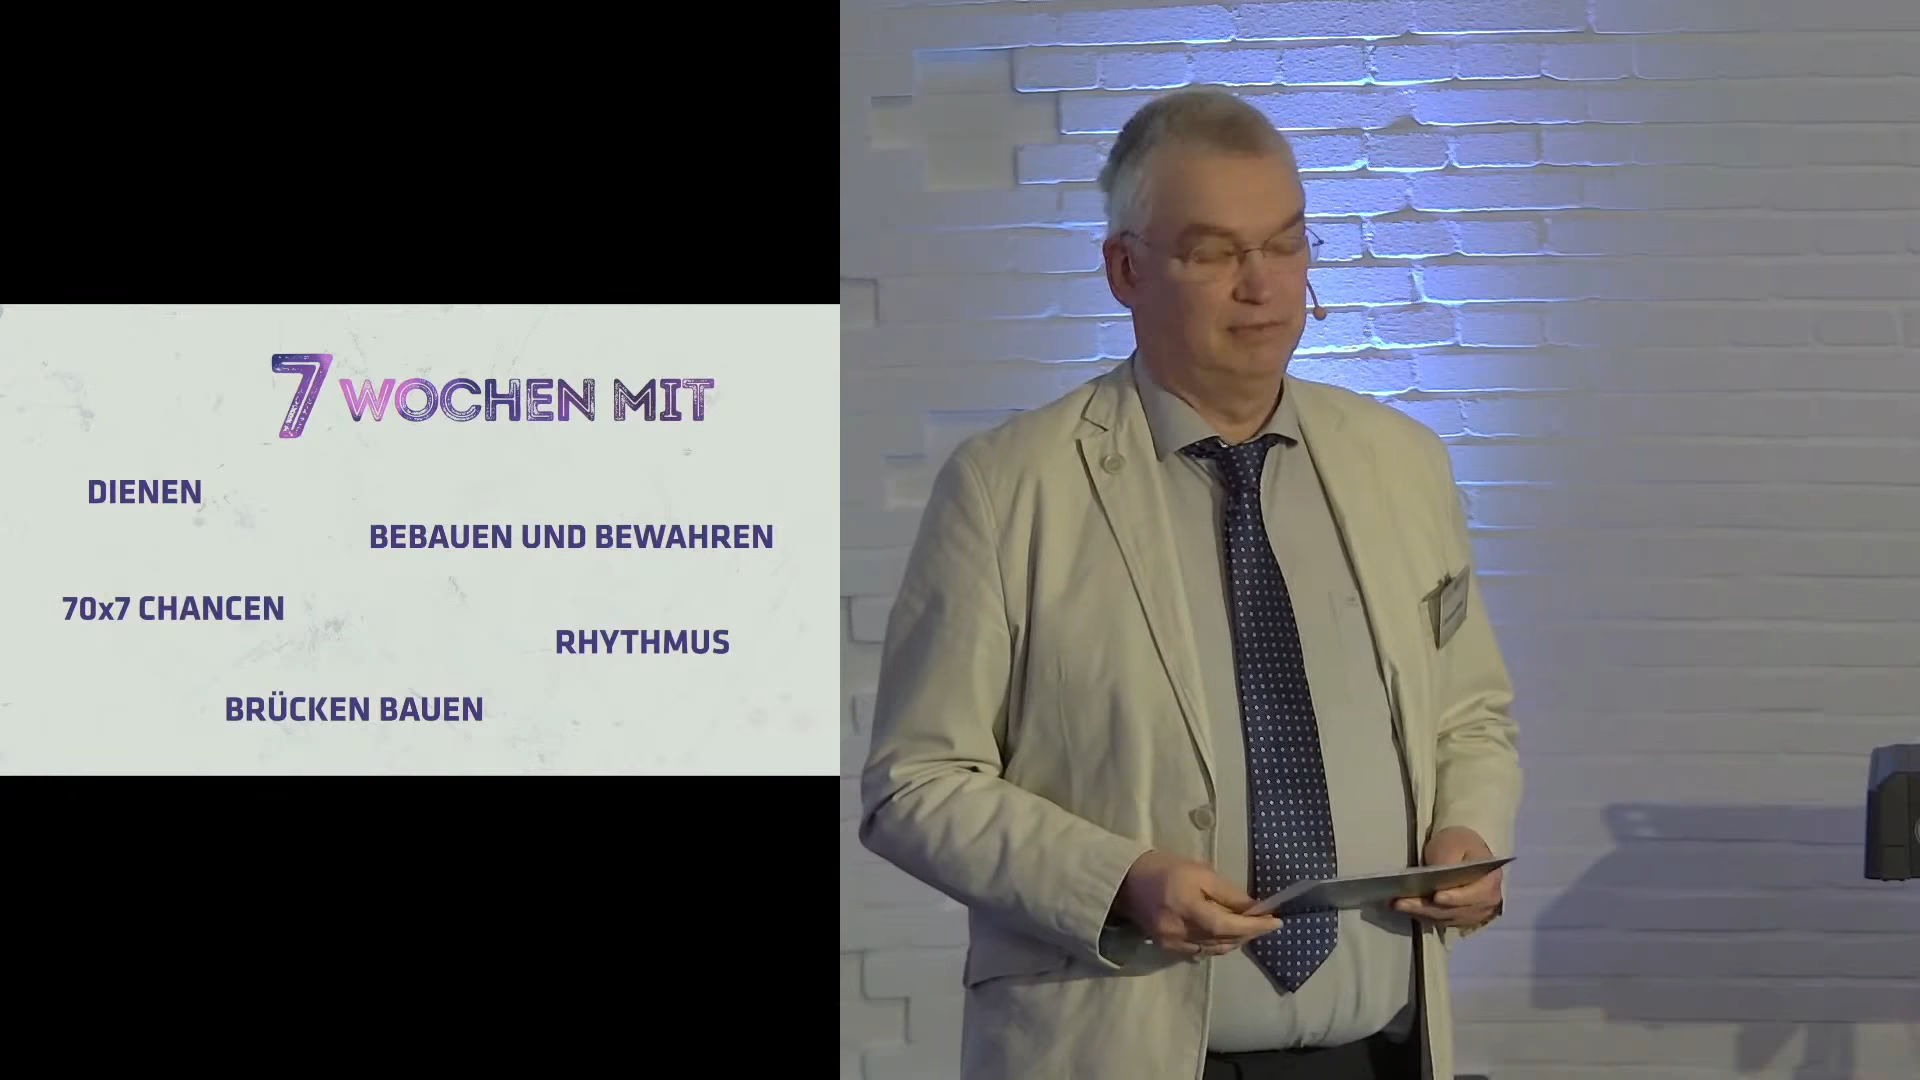 7 WOCHEN MIT
DIENEN
BEBAUEN UND BEWAHREN
70x7 CHANCEN
RHYTHMUS
BRÜCKEN BAUEN